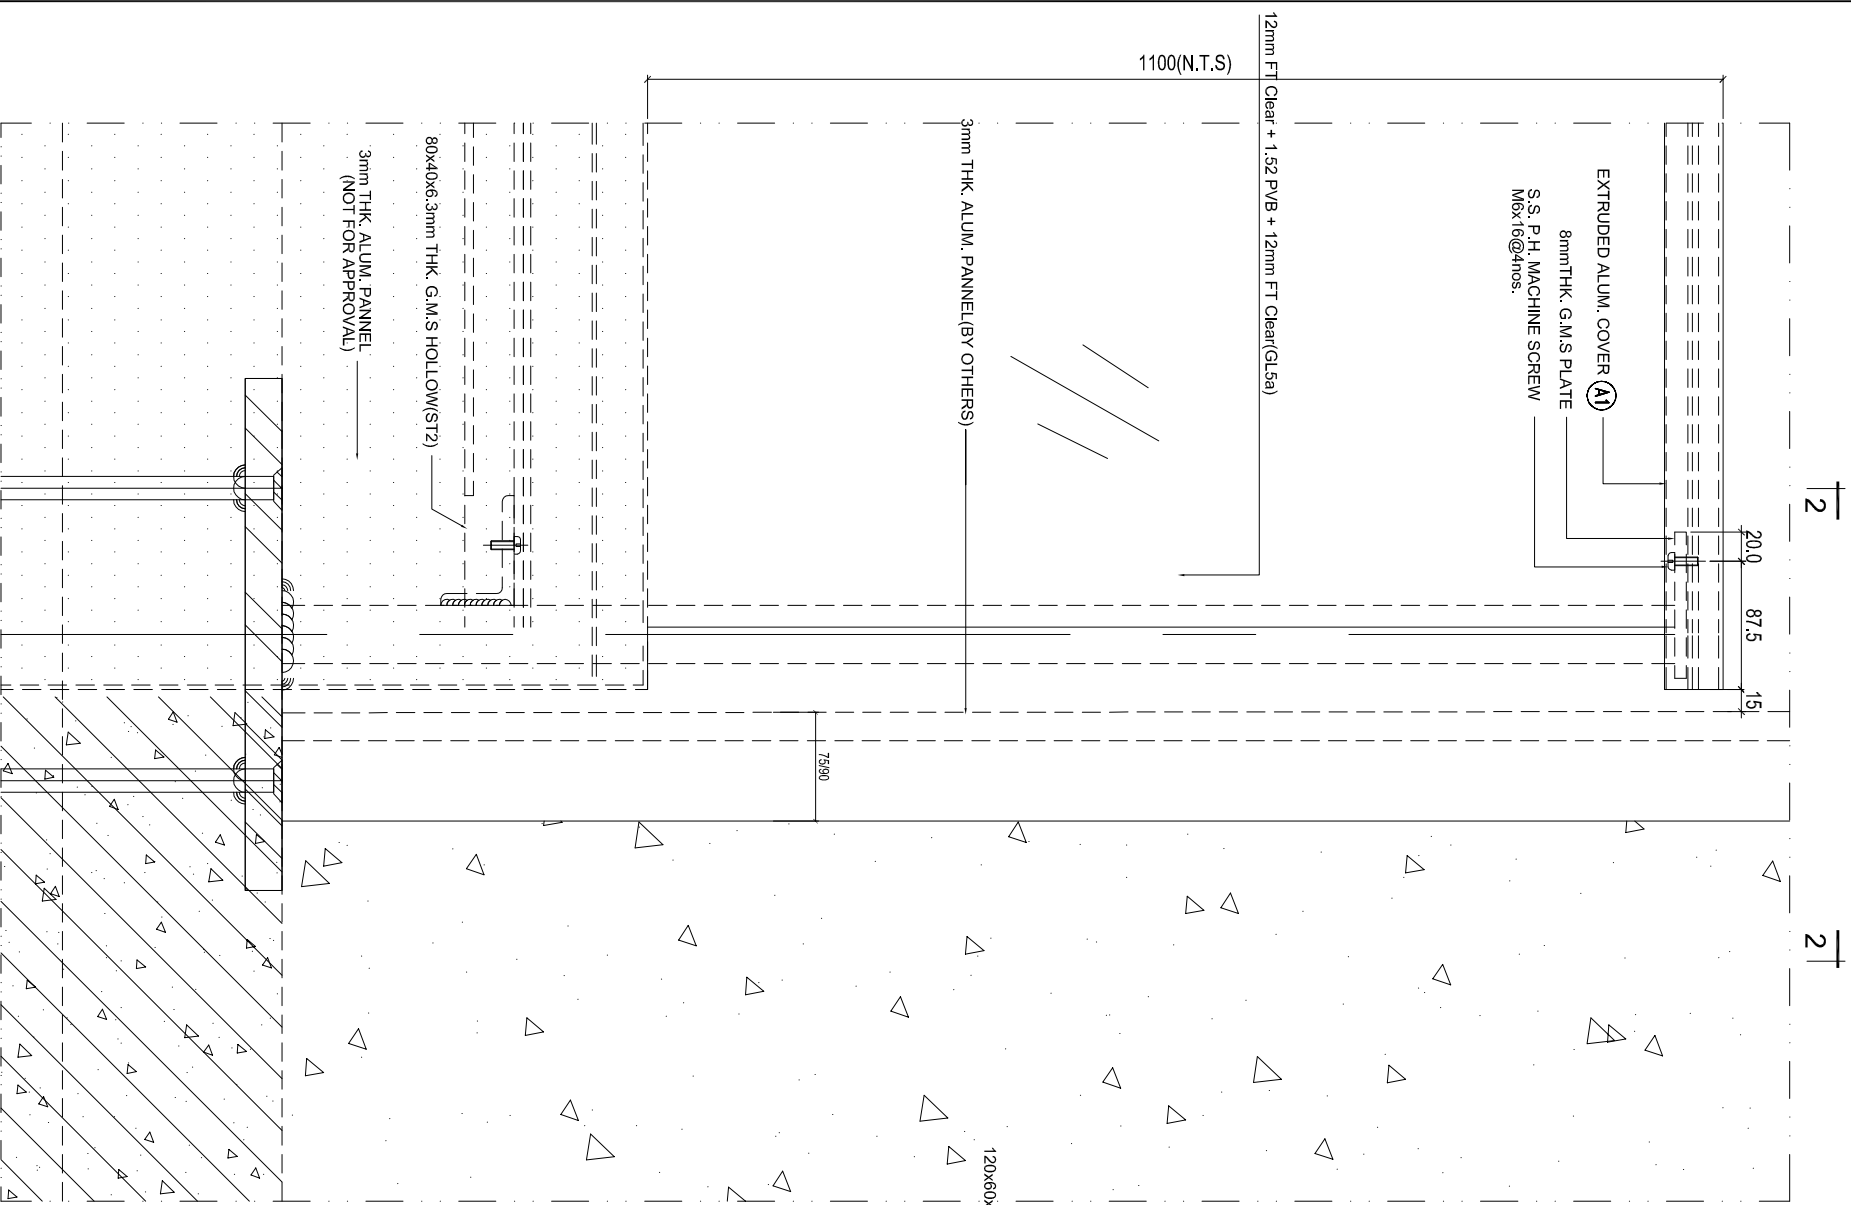 1100(N.T.S)
12mm FT Clear + 1.52 PVB + 12mm FT Clear(GL5a)
EXTRUDED ALUM. COVER A1
8mmTHK. G.M.S PLATE
S.S. P.H. MACHINE SCREW
M6x16@4nos.
3mm THK. ALUM. PANNEL(BY OTHERS)
80x40x6.3mm THK. G.M.S HOLLOW(ST2)
3mm THK. ALUM. PANNEL
(NOT FOR APPROVAL)
2
20.0
87.5
15
75/90
2
120x60x